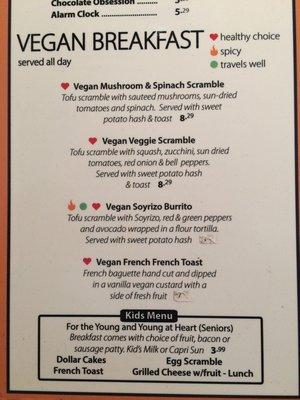 Chocolate Obsession ..........
Alarm Clock .................... 5.29
VEGAN BREAKFAST
healthy choice
spicy
travels well
served all day
Vegan Mushroom & Spinach Scramble
Tofu scramble with sauteed mushrooms, sun-dried
tomatoes and spinach. Served with sweet
potato hash & toast 8.29
Vegan Veggie Scramble
Tofu scramble with squash, zucchini, sun dried
tomatoes, red onion & bell peppers.
Served with sweet potato hash
& toast 8.29
Vegan Soyrizo Burrito
Tofu scramble with Soyrizo, red & green peppers
and avocado wrapped in a flour tortilla.
Served with sweet potato hash
Vegan French French Toast
French baguette hand cut and dipped
in a vanilla vegan custard with a
side of fresh fruit
Kids Menu
For the Young and Young at Heart (Seniors)
Breakfast comes with choice of fruit, bacon or
sausage patty. Kid's Milk or Capri Sun 3.99
Dollar Cakes Egg Scramble
French Toast Grilled Cheese w/fruit - Lunch